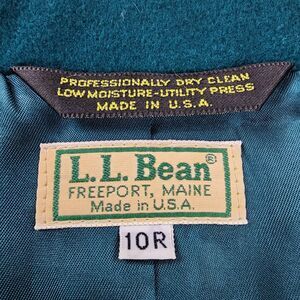 PROFESSIONALLY DRY CLEAN
LOW MOISTURE-UTILITY PRESS
MADE IN U.S.A.
L.L.Bean®
FREEPORT, MAINE
Made in U.S.A.
10R